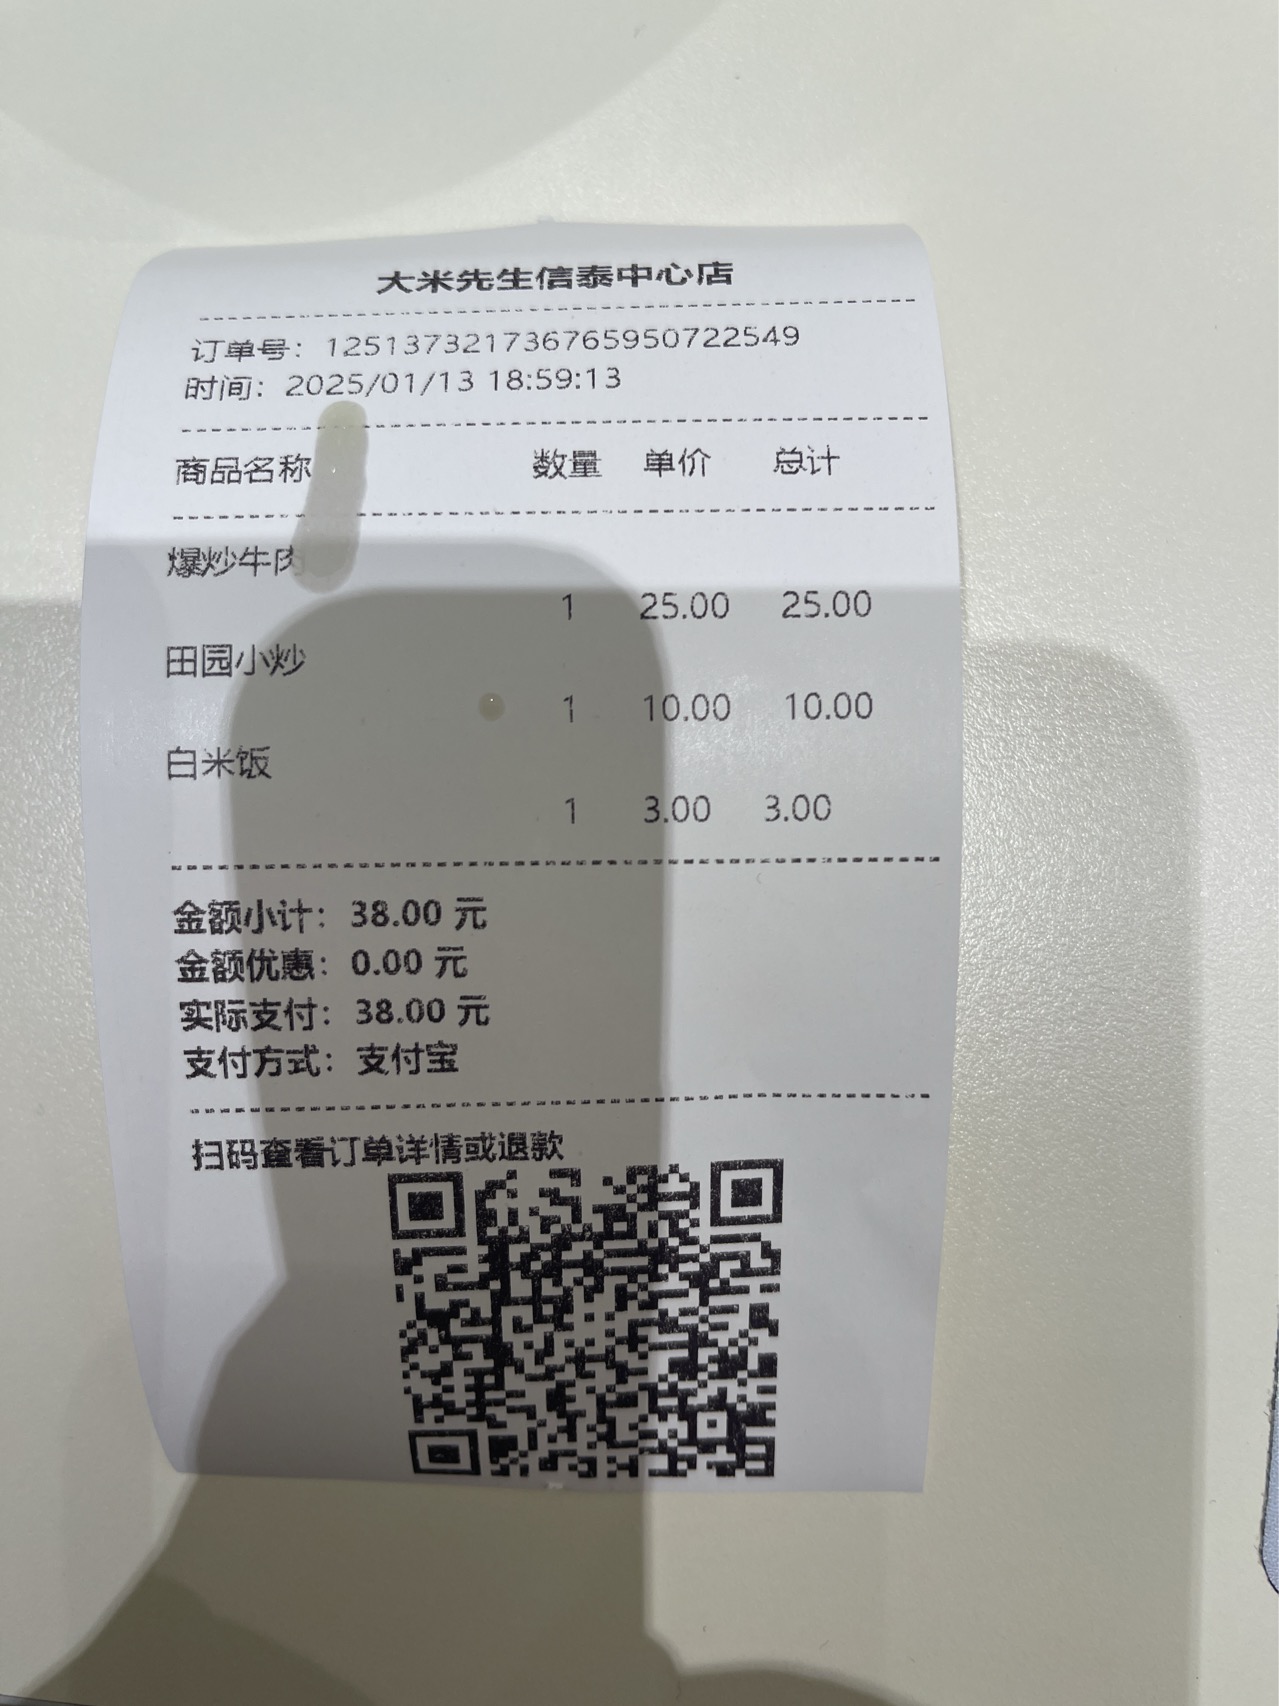 大米先生信泰中心店
订单号：1251373217367659507​22549
时间：2025/01/13 18:59:13
商品名称 数量 单价 总计
爆炒牛肉
1 25.00 25.00
田园小炒
1 10.00 10.00
白米饭
1 3.00 3.00
金额小计：38.00 元
金额优惠：0.00 元
实际支付：38.00 元
支付方式：支付宝
扫码查看订单详情或退款